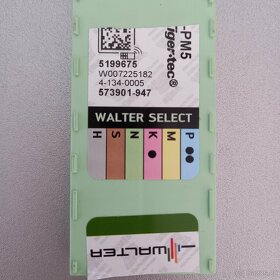 -PM5
Tiger·tec®
5199675
W007225182
4-134-0005
573901-947
WALTER SELECT
P
M
K
N
S
H
WALTER